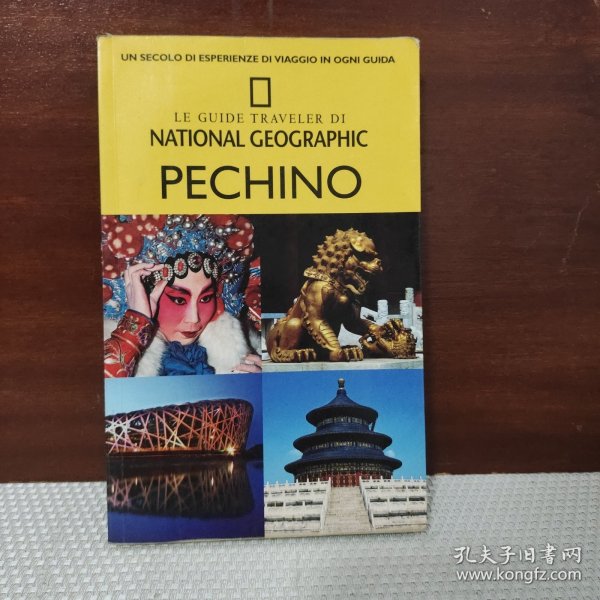 UN SECOLO DI ESPERIENZE DI VIAGGIO IN OGNI GUIDA
LE GUIDE TRAVELER DI
NATIONAL GEOGRAPHIC
PECHINO
孔夫子旧书网
www.kongfz.com